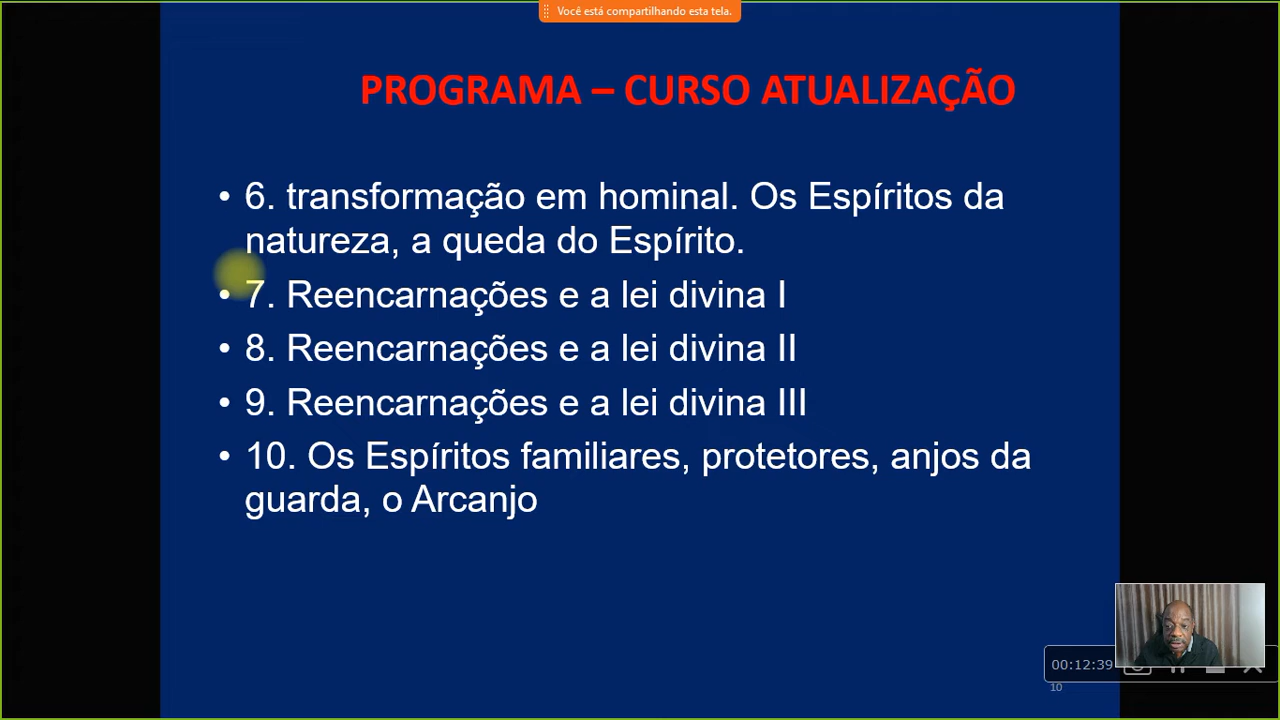 Você está compartilhando esta tela.
PROGRAMA – CURSO ATUALIZAÇÃO
• 6. transformação em hominal. Os Espíritos da
natureza, a queda do Espírito.
• 7. Reencarnações e a lei divina I
• 8. Reencarnações e a lei divina II
• 9. Reencarnações e a lei divina III
• 10. Os Espíritos familiares, protetores, anjos da
guarda, o Arcanjo
00:12:39
10